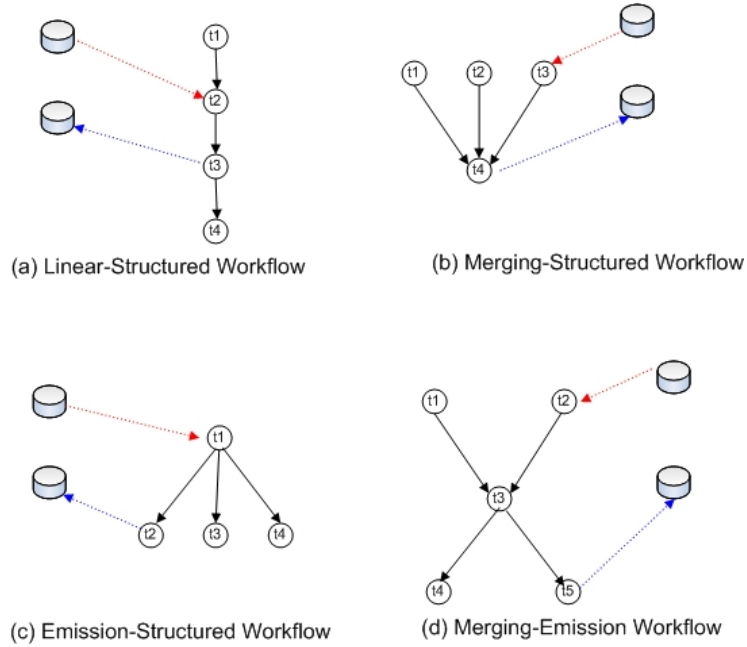 t1
t2
t3
t4
(a) Linear-Structured Workflow
t1
t2
t3
t4
(b) Merging-Structured Workflow
t1
t2
t3
t4
(c) Emission-Structured Workflow
t1
t2
t3
t4
t5
(d) Merging-Emission Workflow